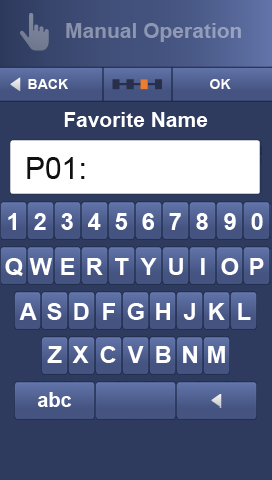 Manual Operation
BACK OK
Favorite Name
P01:
1 2 3 4 5 6 7 8 9 0
Q W E R T Y U I O P
A S D F G H J K L
Z X C V B N M
abc